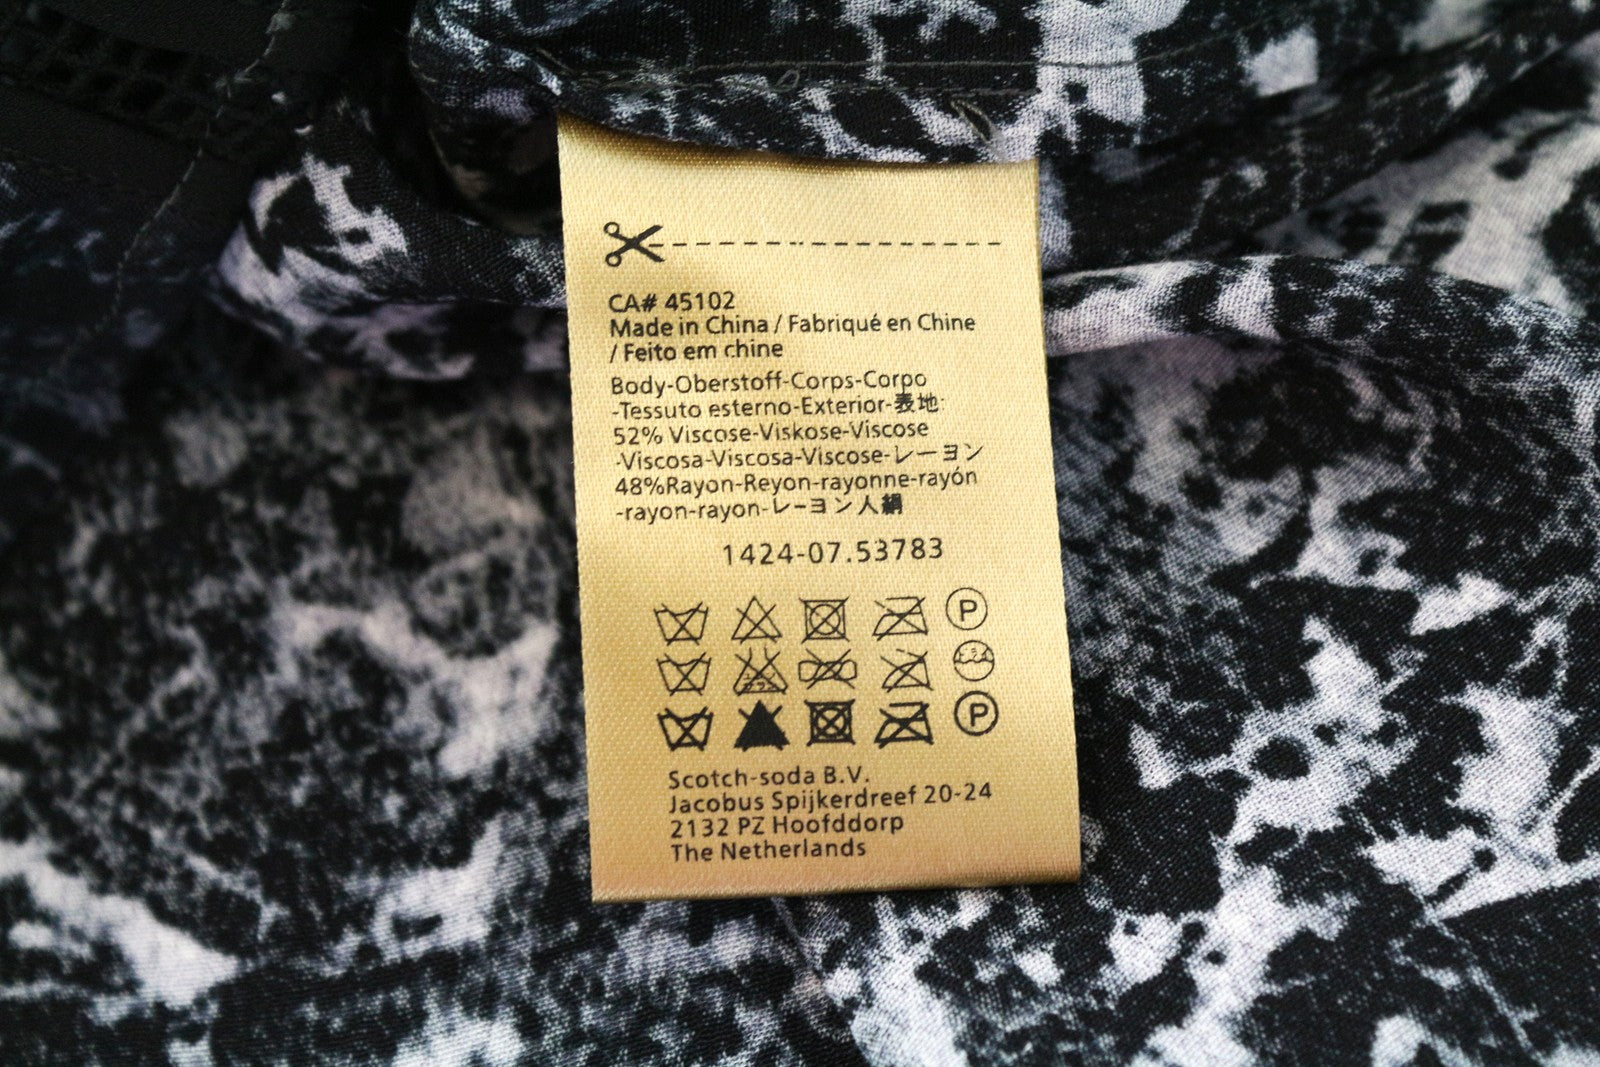 CA# 45102
Made in China / Fabriqué en Chine
/ Feito em chine
Body-Oberstoff-Corps-Corpo
-Tessuto esterno-Exterior-表地
52% Viscose-Viskose-Viscose
-Viscosa-Viscosa-Viscose-レーヨン
48%Rayon-Reyon-rayonne-rayón
-rayon-rayon-レーヨン人絹
1424-07.53783
P
P
Scotch-soda B.V.
Jacobus Spijkerdreef 20-24
2132 PZ Hoofddorp
The Netherlands